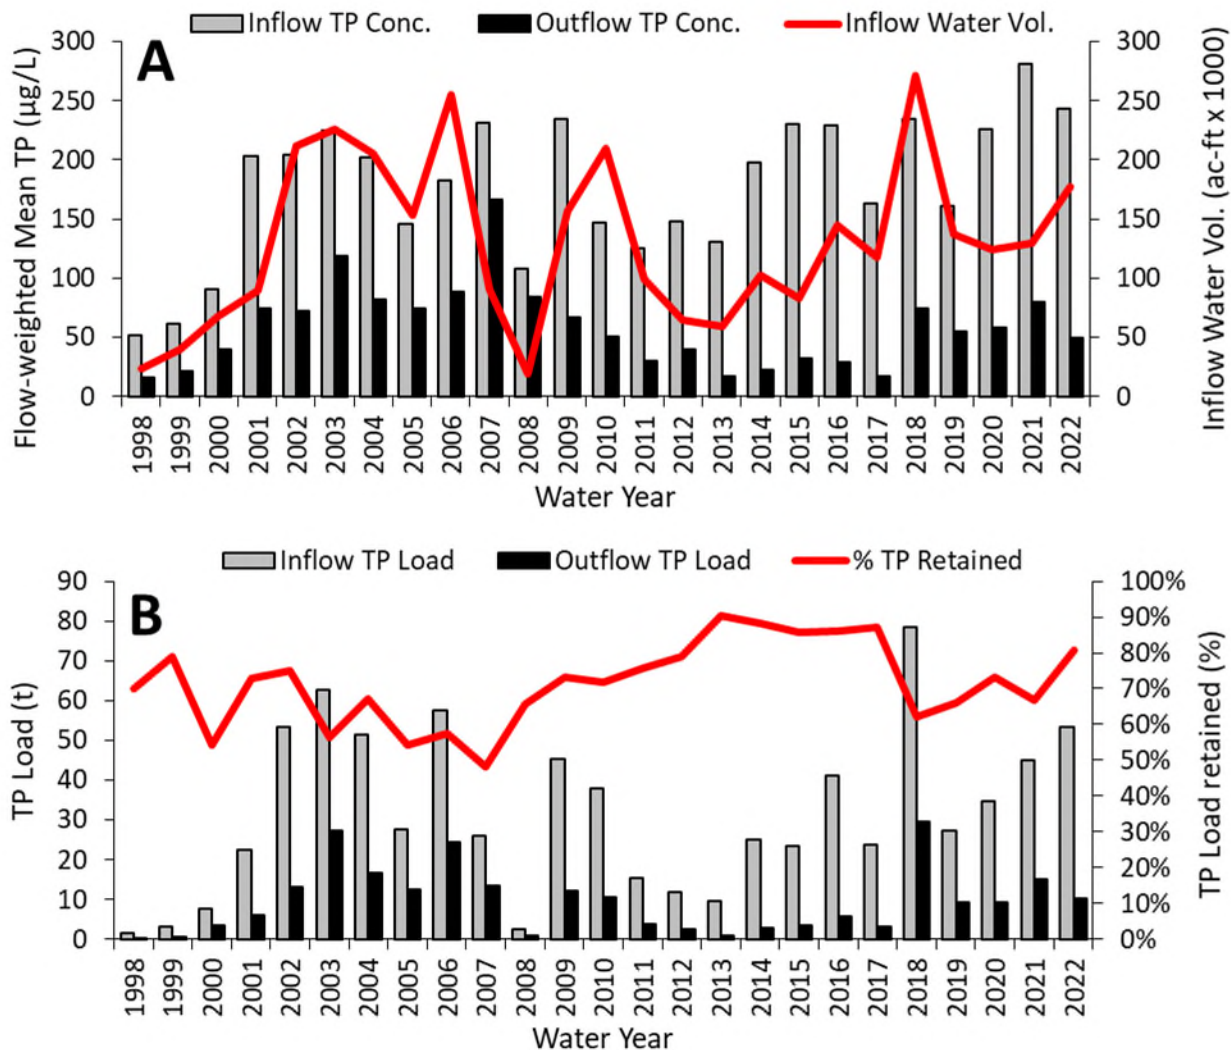 Inflow TP Conc. Outflow TP Conc. Inflow Water Vol.
A
Flow-weighted Mean TP (µg/L)
300
250
200
150
100
50
0
300
250
200
150
100
50
0
Inflow Water Vol. (ac-ft x 1000)
1998 1999 2000 2001 2002 2003 2004 2005 2006 2007 2008 2009 2010 2011 2012 2013 2014 2015 2016 2017 2018 2019 2020 2021 2022
Water Year
Inflow TP Load Outflow TP Load % TP Retained
B
TP Load (t)
90
80
70
60
50
40
30
20
10
0
100%
90%
80%
70%
60%
50%
40%
30%
20%
10%
0%
TP Load retained (%)
1998 1999 2000 2001 2002 2003 2004 2005 2006 2007 2008 2009 2010 2011 2012 2013 2014 2015 2016 2017 2018 2019 2020 2021 2022
Water Year